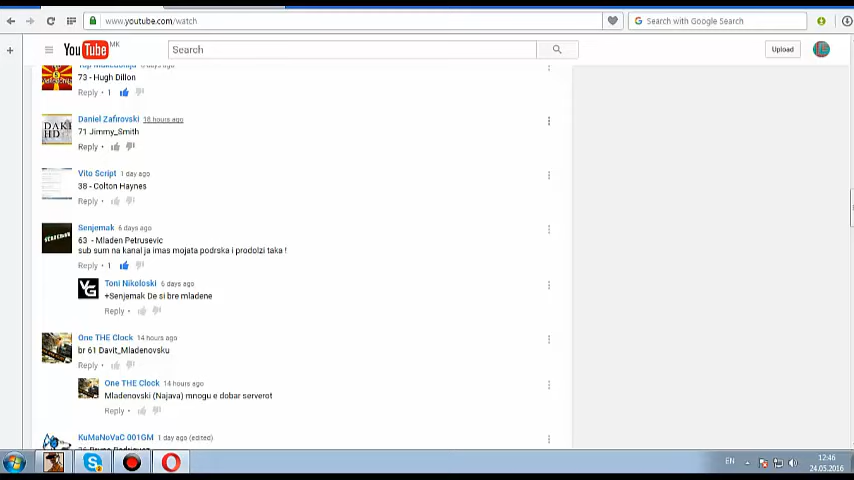 www.youtube.com/watch
Search with Google Search
YouTube MK
Search
Upload
73 - Hugh Dillon
Reply • 1
Daniel Zafirovski 18 hours ago
71 Jimmy_Smith
Reply •
Vito Script 1 day ago
38 - Colton Haynes
Reply •
Senjemak 6 days ago
63 - Mladen Petrusevic
sub sum na kanal ja imas mojata podrska i prodolzi taka !
Reply • 1
Toni Nikoloski 6 days ago
+Senjemak De si bre mladene
Reply •
One THE Clock 14 hours ago
br 61 Davit_Mladenovsku
Reply •
One THE Clock 14 hours ago
Mladenovski (Najava) mnogu e dobar serverot
Reply •
KuMaNoVaC 001GM 1 day ago (edited)
EN
12:46
24.05.2016